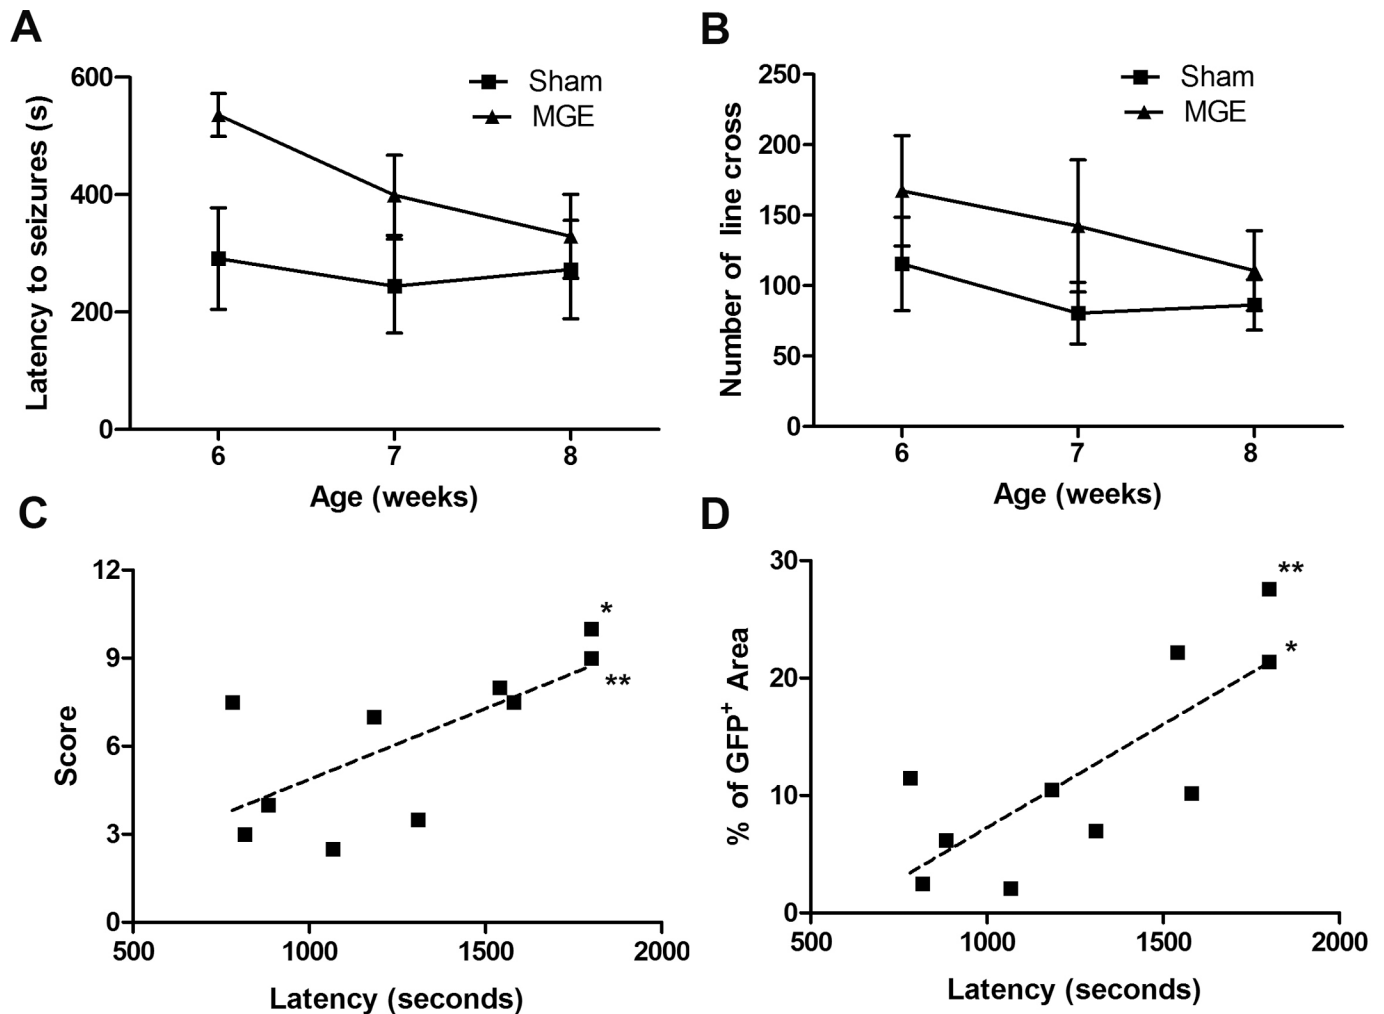 A
Latency to seizures (s)
600
400
200
0
6
7
8
Age (weeks)
Sham
MGE
B
Number of line cross
250
200
150
100
50
0
6
7
8
Age (weeks)
Sham
MGE
C
Score
12
9
6
3
0
500
1000
1500
2000
Latency (seconds)
*
**
D
% of GFP+ Area
30
20
10
0
500
1000
1500
2000
Latency (seconds)
**
*